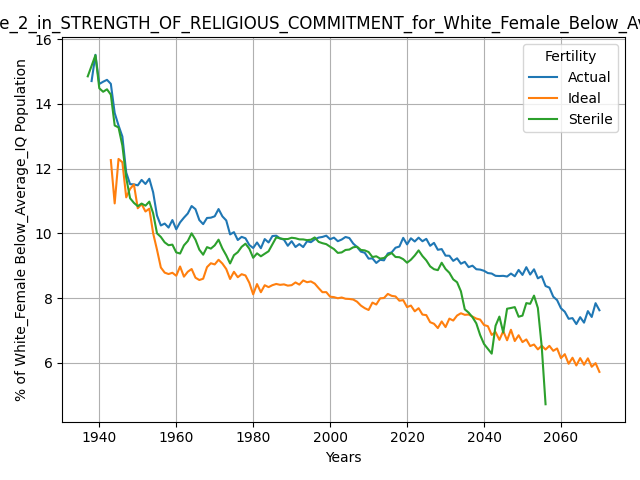 e_2_in_STRENGTH_OF_RELIGIOUS_COMMITMENT_for_White_Female_Below_Av
Fertility
Actual
Ideal
Sterile
% of White_Female Below_Average_IQ Population
16
14
12
10
8
6
1940 1960 1980 2000 2020 2040 2060
Years